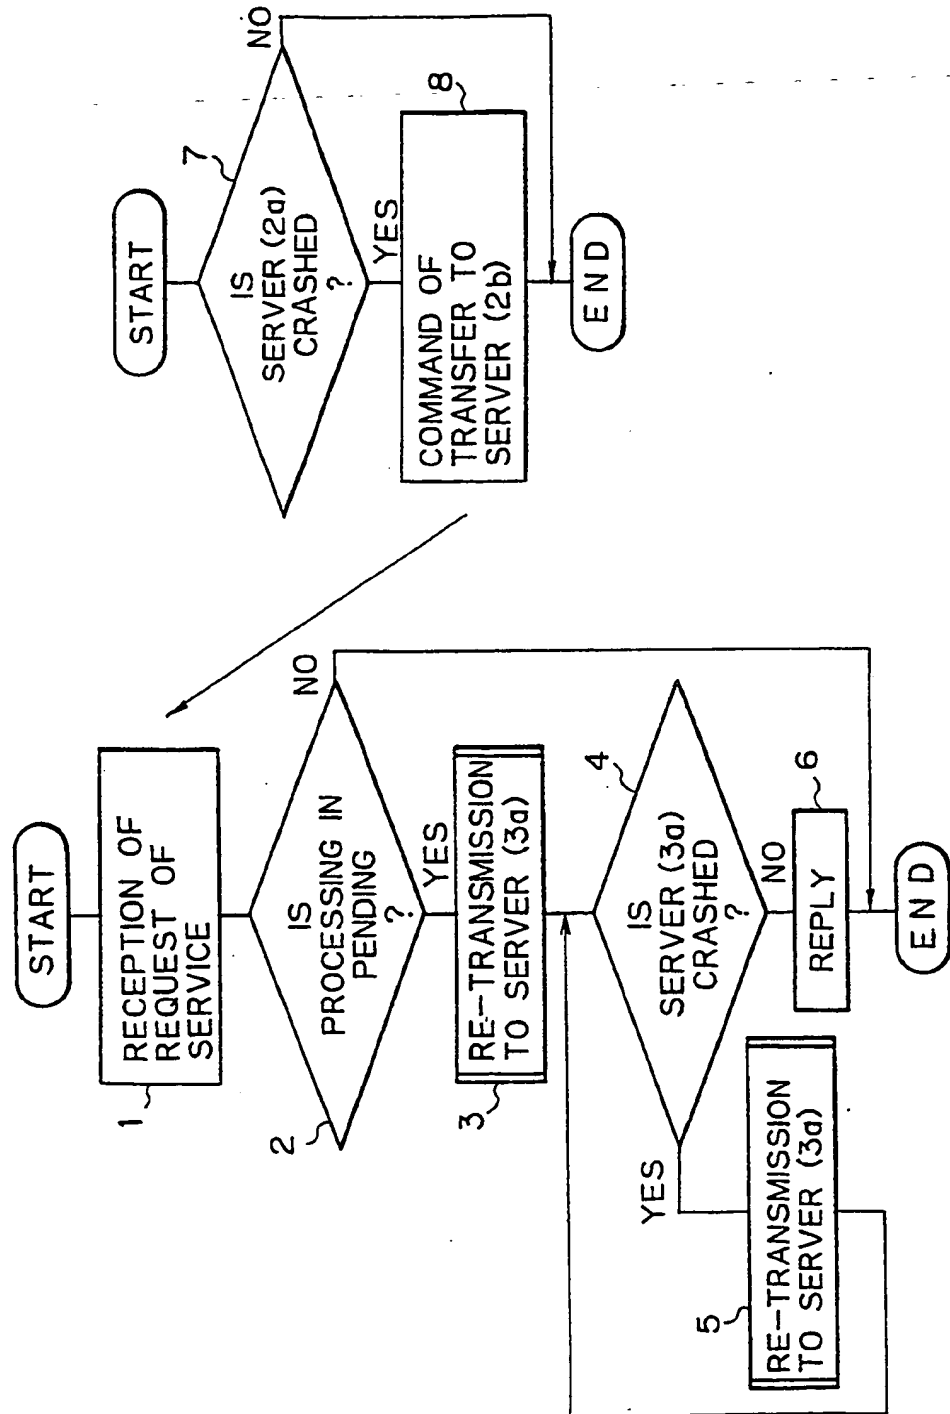 START
1
RECEPTION OF
REQUEST OF
SERVICE
2
IS
PROCESSING IN
PENDING
?
NO
YES
3
RE-TRANSMISSION
TO SERVER (3a)
4
IS
SERVER (3a)
CRASHED
?
YES
NO
5
RE-TRANSMISSION
TO SERVER (3a)
6
REPLY
END
START
7
IS
SERVER (2a)
CRASHED
?
NO
YES
8
COMMAND OF
TRANSFER TO
SERVER (2b)
END